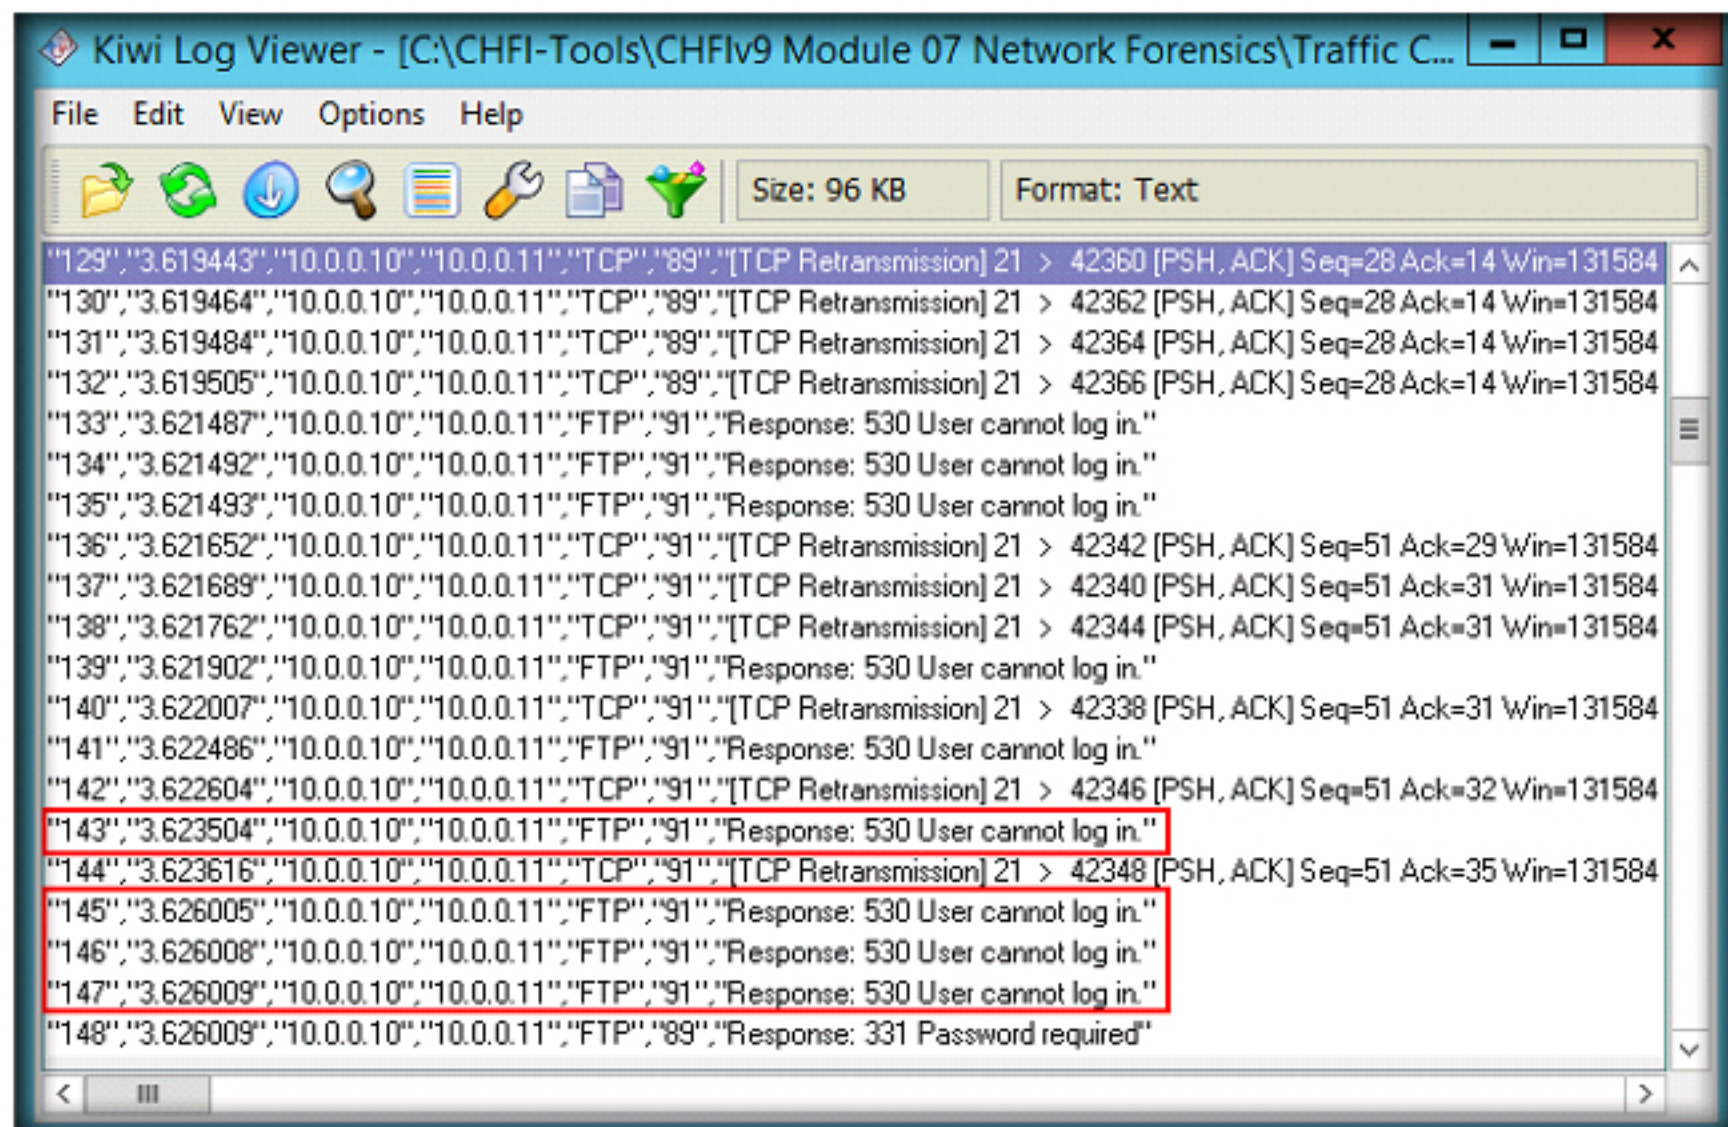 Kiwi Log Viewer - [C:\CHFI-Tools\CHFIv9 Module 07 Network Forensics\Traffic C...
File Edit View Options Help
Size: 96 KB Format: Text
"129","3.619443","10.0.0.10","10.0.0.11","TCP","89","[TCP Retransmission] 21 > 42360 [PSH, ACK] Seq=28 Ack=14 Win=131584
"130","3.619464","10.0.0.10","10.0.0.11","TCP","89","[TCP Retransmission] 21 > 42362 [PSH, ACK] Seq=28 Ack=14 Win=131584
"131","3.619484","10.0.0.10","10.0.0.11","TCP","89","[TCP Retransmission] 21 > 42364 [PSH, ACK] Seq=28 Ack=14 Win=131584
"132","3.619505","10.0.0.10","10.0.0.11","TCP","89","[TCP Retransmission] 21 > 42366 [PSH, ACK] Seq=28 Ack=14 Win=131584
"133","3.621487","10.0.0.10","10.0.0.11","FTP","91","Response: 530 User cannot log in."
"134","3.621492","10.0.0.10","10.0.0.11","FTP","91","Response: 530 User cannot log in."
"135","3.621493","10.0.0.10","10.0.0.11","FTP","91","Response: 530 User cannot log in."
"136","3.621652","10.0.0.10","10.0.0.11","TCP","91","[TCP Retransmission] 21 > 42342 [PSH, ACK] Seq=51 Ack=29 Win=131584
"137","3.621689","10.0.0.10","10.0.0.11","TCP","91","[TCP Retransmission] 21 > 42340 [PSH, ACK] Seq=51 Ack=31 Win=131584
"138","3.621762","10.0.0.10","10.0.0.11","TCP","91","[TCP Retransmission] 21 > 42344 [PSH, ACK] Seq=51 Ack=31 Win=131584
"139","3.621902","10.0.0.10","10.0.0.11","FTP","91","Response: 530 User cannot log in."
"140","3.622007","10.0.0.10","10.0.0.11","TCP","91","[TCP Retransmission] 21 > 42338 [PSH, ACK] Seq=51 Ack=31 Win=131584
"141","3.622486","10.0.0.10","10.0.0.11","FTP","91","Response: 530 User cannot log in."
"142","3.622604","10.0.0.10","10.0.0.11","TCP","91","[TCP Retransmission] 21 > 42346 [PSH, ACK] Seq=51 Ack=32 Win=131584
"143","3.623504","10.0.0.10","10.0.0.11","FTP","91","Response: 530 User cannot log in."
"144","3.623616","10.0.0.10","10.0.0.11","TCP","91","[TCP Retransmission] 21 > 42348 [PSH, ACK] Seq=51 Ack=35 Win=131584
"145","3.626005","10.0.0.10","10.0.0.11","FTP","91","Response: 530 User cannot log in."
"146","3.626008","10.0.0.10","10.0.0.11","FTP","91","Response: 530 User cannot log in."
"147","3.626009","10.0.0.10","10.0.0.11","FTP","91","Response: 530 User cannot log in."
"148","3.626009","10.0.0.10","10.0.0.11","FTP","89","Response: 331 Password required"